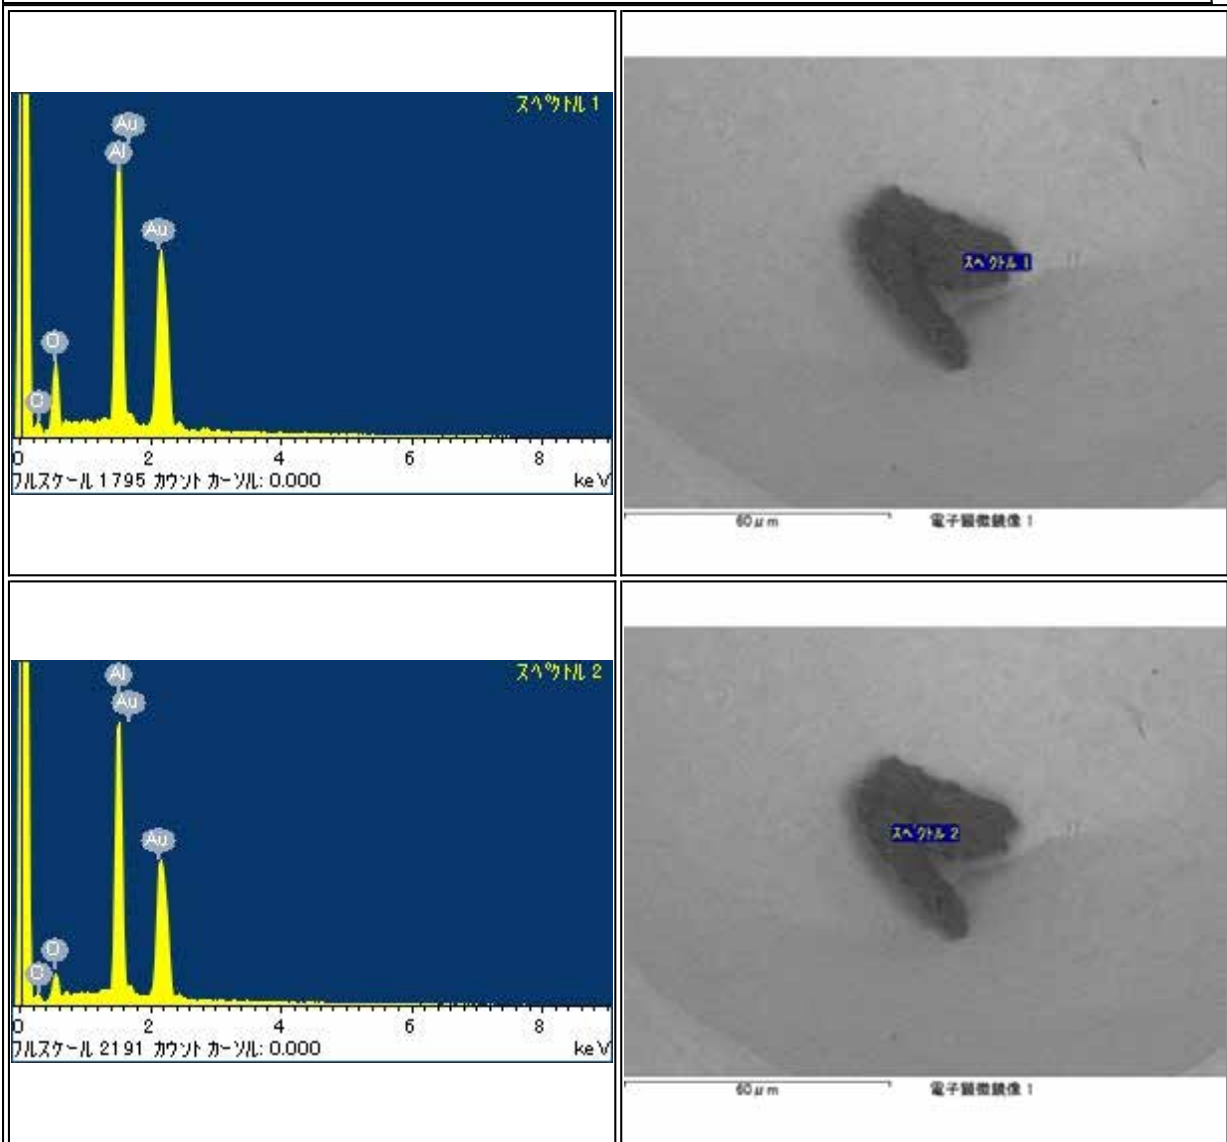 スペクトル 1
Au
Al
Au
O
C
0 2 4 6 8
フルスケール 1795 カウント カーソル: 0.000 keV
スペクトル 1
60μm 電子顕微鏡像 1
スペクトル 2
Al
Au
Au
O
C
0 2 4 6 8
フルスケール 2191 カウント カーソル: 0.000 keV
スペクトル 2
60μm 電子顕微鏡像 1